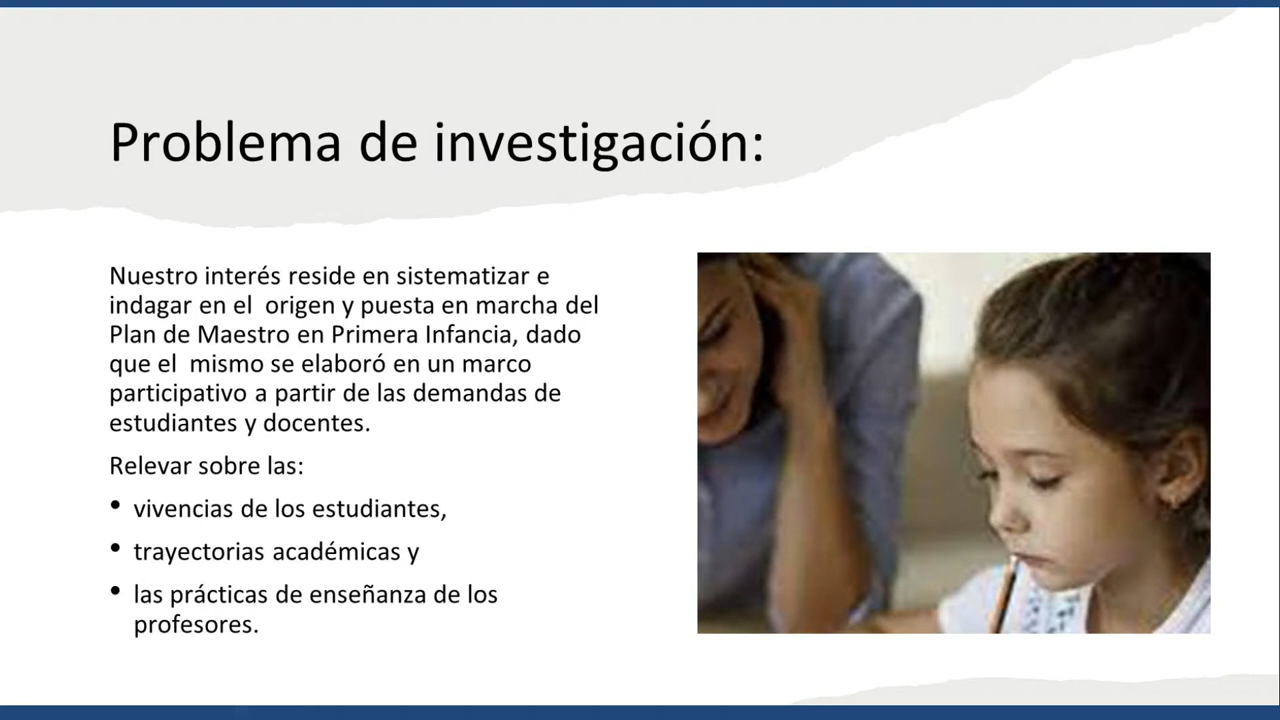 Problema de investigación:
Nuestro interés reside en sistematizar e
indagar en el  origen y puesta en marcha del
Plan de Maestro en Primera Infancia, dado
que el  mismo se elaboró en un marco
participativo a partir de las demandas de
estudiantes y docentes.
Relevar sobre las:
• vivencias de los estudiantes,
• trayectorias académicas y
• las prácticas de enseñanza de los
profesores.